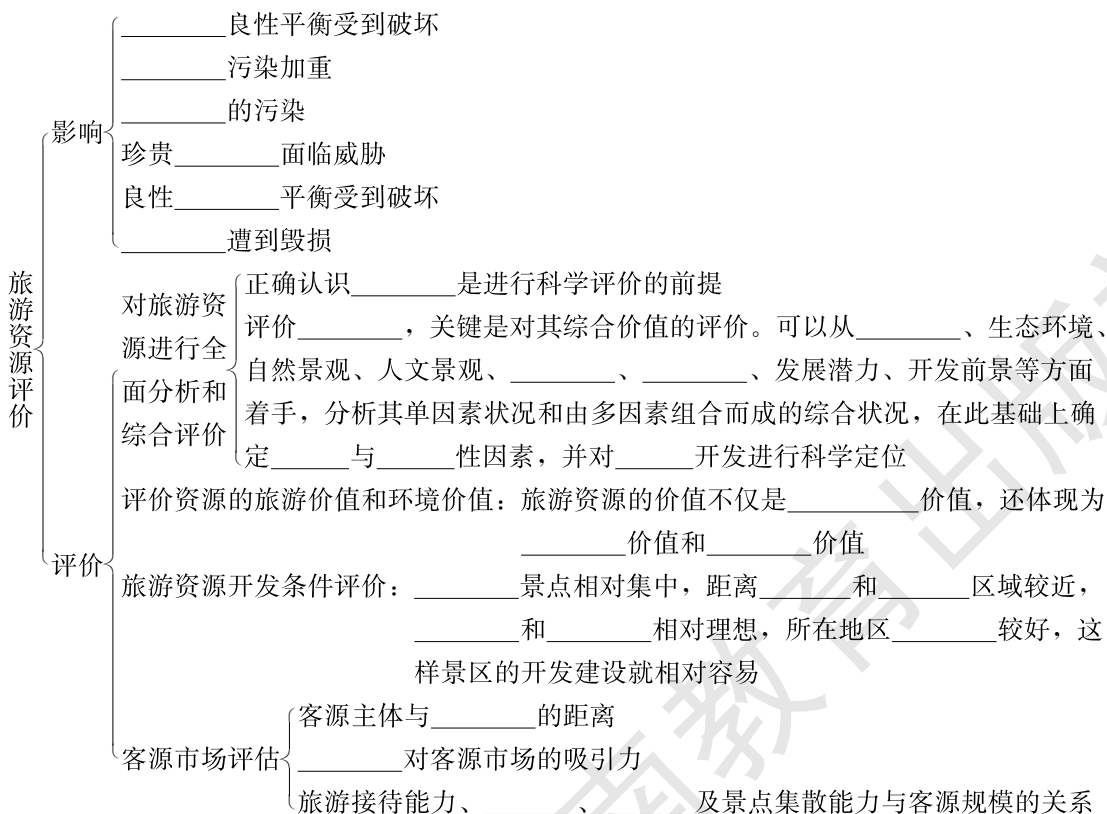 ________良性平衡受到破坏
________污染加重
________的污染
影响
珍贵________面临威胁
良性________平衡受到破坏
________遭到毁损
旅游资源评价
正确认识________是进行科学评价的前提
对旅游资源进行全面分析和综合评价
评价________，关键是对其综合价值的评价。可以从________、生态环境、
自然景观、人文景观、________、________、发展潜力、开发前景等方面
着手，分析其单因素状况和由多因素组合而成的综合状况，在此基础上确
定______与______性因素，并对______开发进行科学定位
评价资源的旅游价值和环境价值：旅游资源的价值不仅是__________价值，还体现为
________价值和________价值
评价
旅游资源开发条件评价：________景点相对集中，距离_______和_______区域较近，
________和________相对理想，所在地区________较好，这
样景区的开发建设就相对容易
客源主体与________的距离
客源市场评估
________对客源市场的吸引力
旅游接待能力、________、________及景点集散能力与客源规模的关系
南教育出版